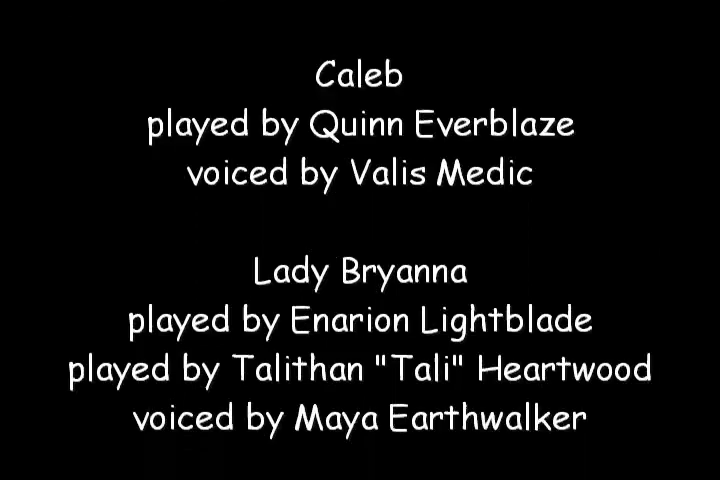 Caleb
played by Quinn Everblaze
voiced by Valis Medic
Lady Bryanna
played by Enarion Lightblade
played by Talithan "Tali" Heartwood
voiced by Maya Earthwalker